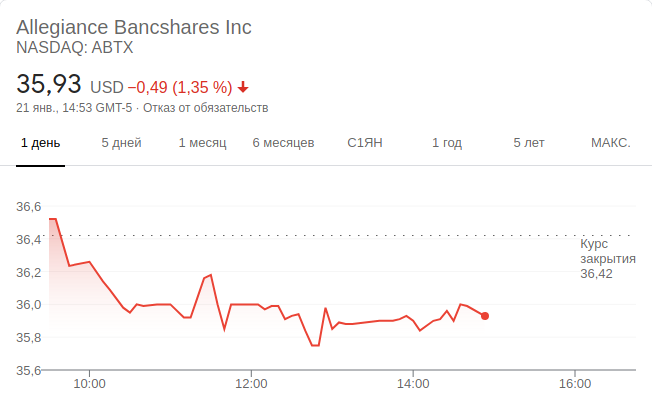 Allegiance Bancshares Inc
NASDAQ: ABTX
35,93 USD −0,49 (1,35 %)
21 янв., 14:53 GMT-5 · Отказ от обязательств
1 день 5 дней 1 месяц 6 месяцев С1ЯН 1 год 5 лет МАКС.
36,6
36,4
36,2
36,0
35,8
35,6
Курс
закрытия
36,42
10:00 12:00 14:00 16:00